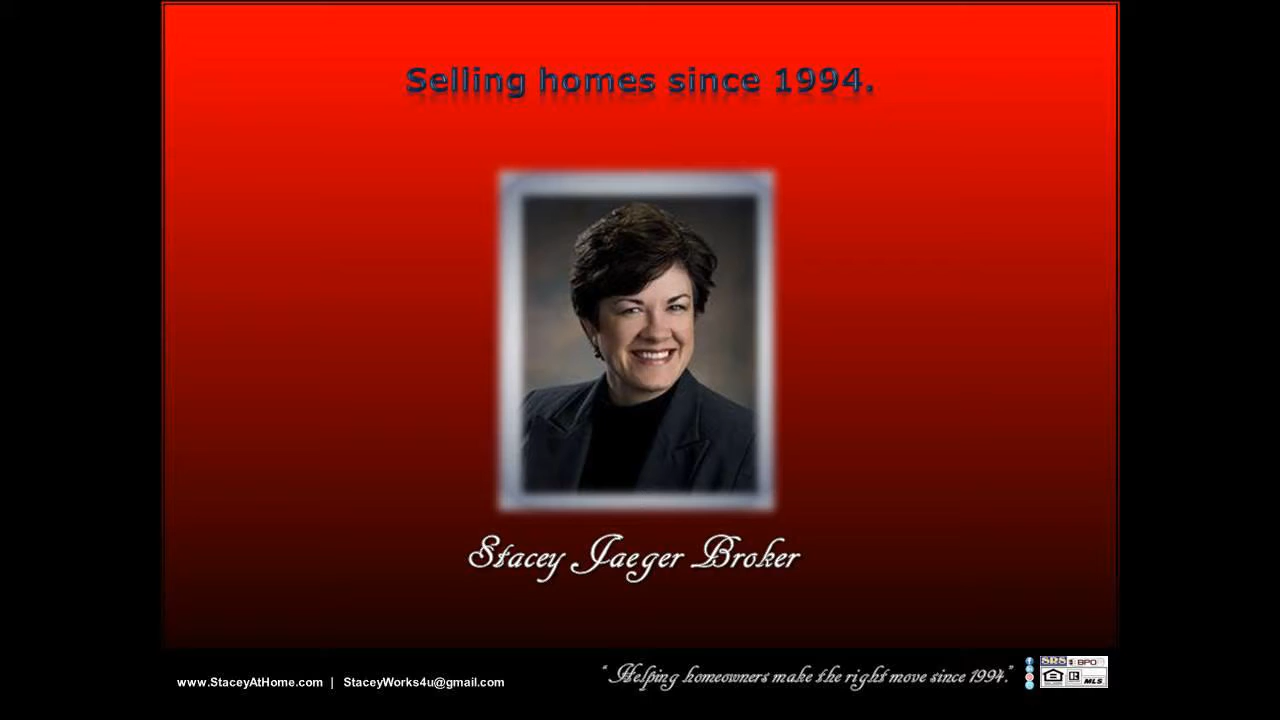 Selling homes since 1994.
Stacey Jaeger Broker
www.StaceyAtHome.com | StaceyWorks4u@gmail.com
“ Helping homeowners make the right move since 1994.”
SRS BPO
R MLS